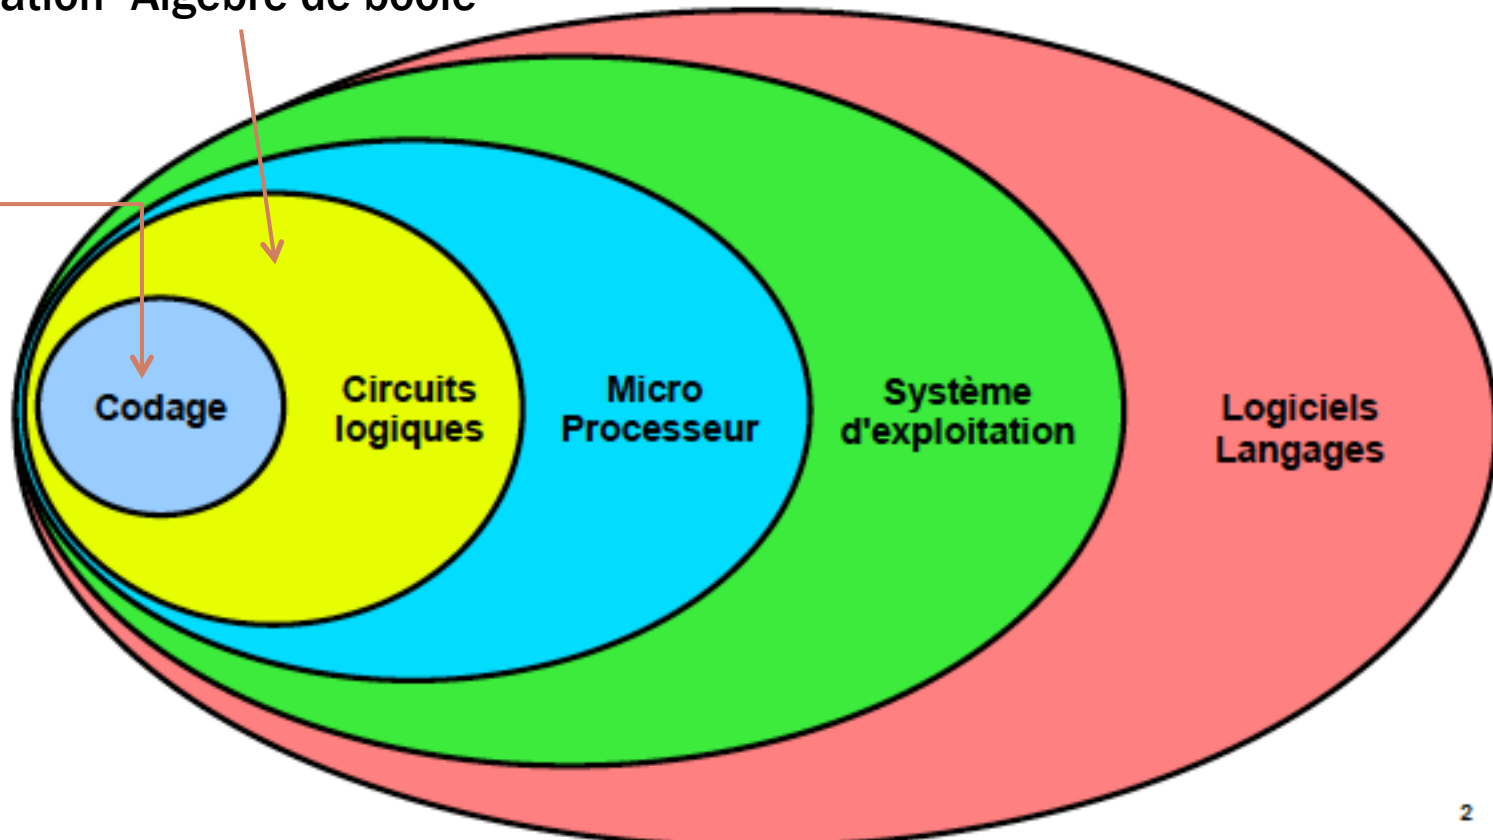 Algèbre de boole
Codage
Circuits
logiques
Micro
Processeur
Système
d'exploitation
Logiciels
Langages
2